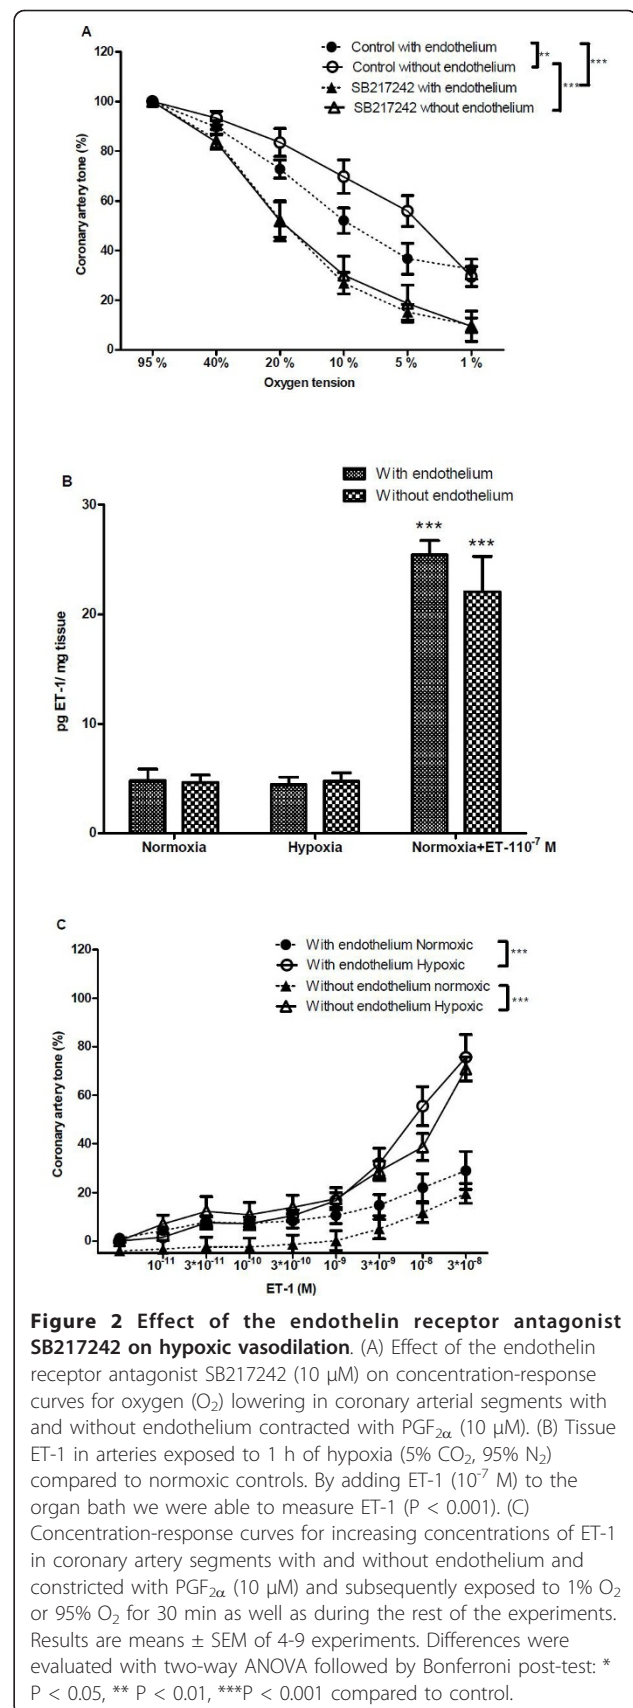 A
Control with endothelium
Control without endothelium
SB217242 with endothelium
SB217242 wthout endothelium
**
***
***
Coronary artery tone (%)
120
100
80
60
40
20
0
95 %
40%
20 %
10 %
5 %
1 %
Oxygen tension
B
With endothelium
Without endothelium
pg ET-1/ mg tissue
30
20
10
0
***
***
Normoxia
Hypoxia
Normoxia+ET-110⁻⁷ M
C
With endothelium Normoxic
With endothelium Hypoxic
Without endothelium normoxic
Without endothelium Hypoxic
***
***
Coronary artery tone (%)
120
100
80
60
40
20
0
10⁻¹¹
3*10⁻¹¹
10⁻¹⁰
3*10⁻¹⁰
10⁻⁹
3*10⁻⁹
10⁻⁸
3*10⁻⁸
ET-1 (M)
Figure 2 Effect of the endothelin receptor antagonist
SB217242 on hypoxic vasodilation. (A) Effect of the endothelin
receptor antagonist SB217242 (10 μM) on concentration-response
curves for oxygen (O₂) lowering in coronary arterial segments with
and without endothelium contracted with PGF₂α (10 μM). (B) Tissue
ET-1 in arteries exposed to 1 h of hypoxia (5% CO₂, 95% N₂)
compared to normoxic controls. By adding ET-1 (10⁻⁷ M) to the
organ bath we were able to measure ET-1 (P < 0.001). (C)
Concentration-response curves for increasing concentrations of ET-1
in coronary artery segments with and without endothelium and
constricted with PGF₂α (10 μM) and subsequently exposed to 1% O₂
or 95% O₂ for 30 min as well as during the rest of the experiments.
Results are means ± SEM of 4-9 experiments. Differences were
evaluated with two-way ANOVA followed by Bonferroni post-test: *
P < 0.05, ** P < 0.01, ***P < 0.001 compared to control.